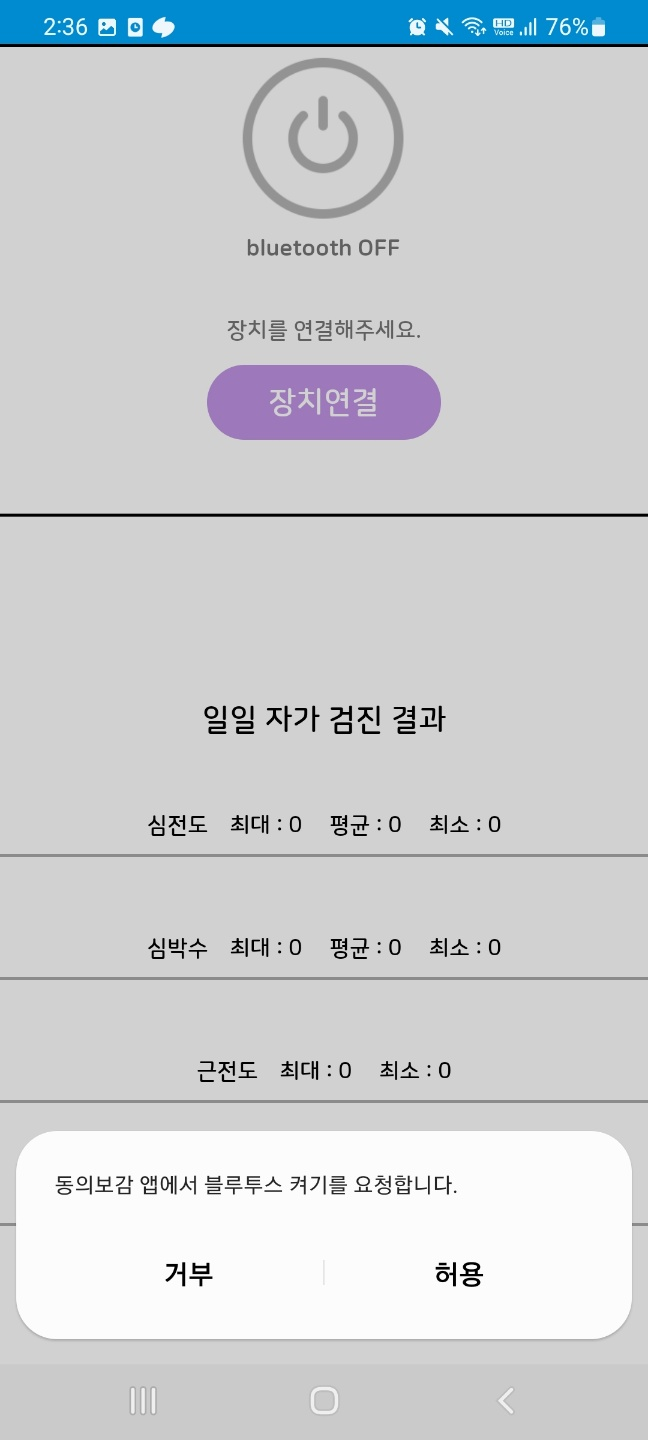 2:36 HD Voice 76%
bluetooth OFF
장치를 연결해주세요.
장치연결
일일 자가 검진 결과
심전도 최대 : 0 평균 : 0 최소 : 0
심박수 최대 : 0 평균 : 0 최소 : 0
근전도 최대 : 0 최소 : 0
동의보감 앱에서 블루투스 켜기를 요청합니다.
거부 허용